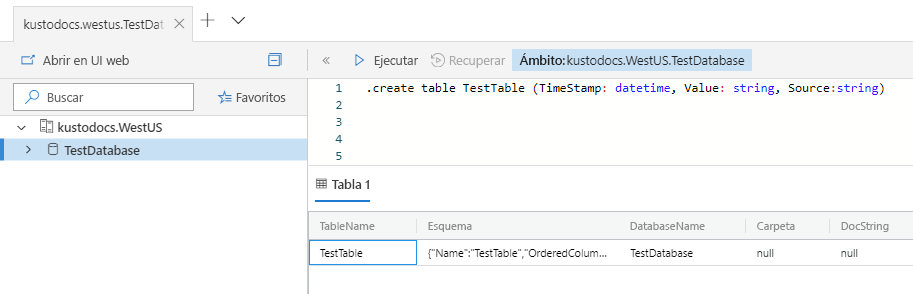 kustodocs.westus.TestDat
Abrir en UI web
Ejecutar
Recuperar
Ámbito:kustodocs.WestUS.TestDatabase
Buscar
Favoritos
kustodocs.WestUS
TestDatabase
1 .create table TestTable (TimeStamp: datetime, Value: string, Source:string)
2
3
4
5
Tabla 1
TableName Esquema DatabaseName Carpeta DocString
TestTable {"Name":"TestTable","OrderedColum... TestDatabase null null